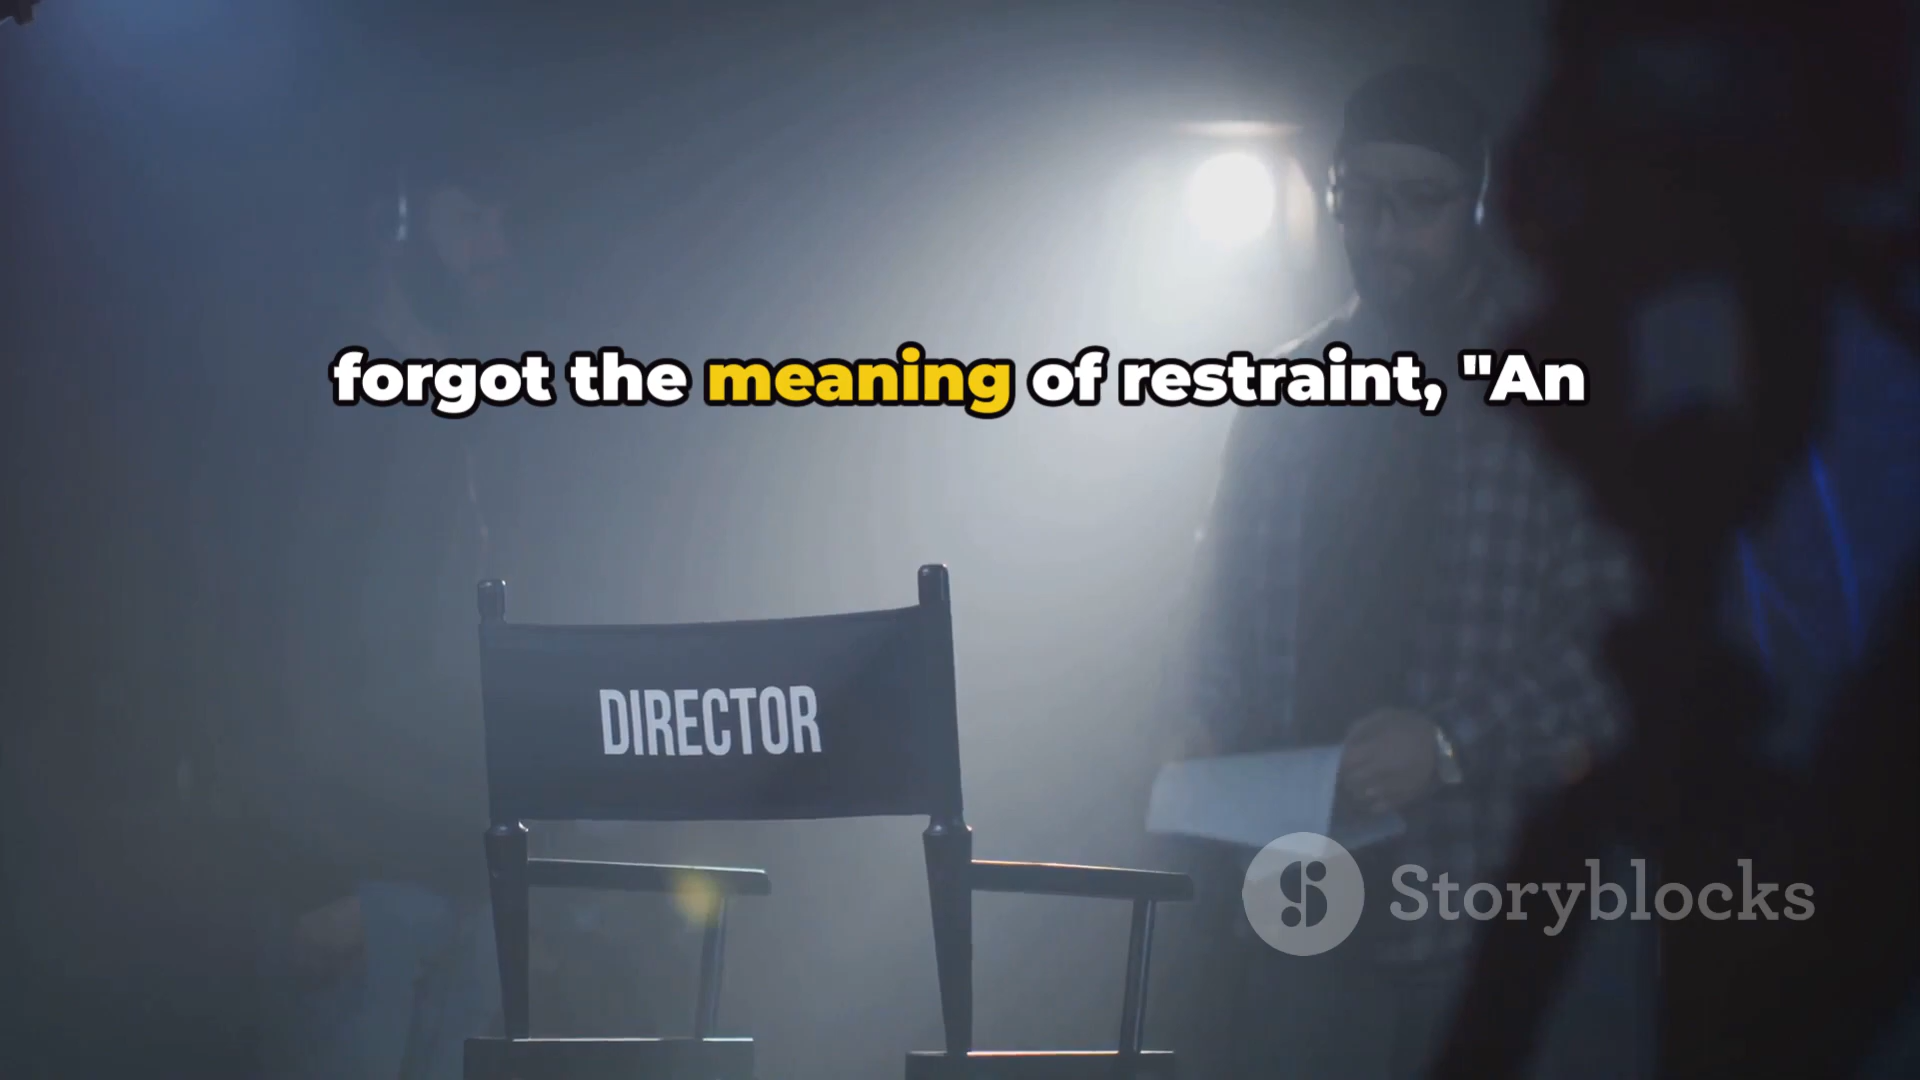 forgot the meaning of restraint, "An
DIRECTOR
Storyblocks